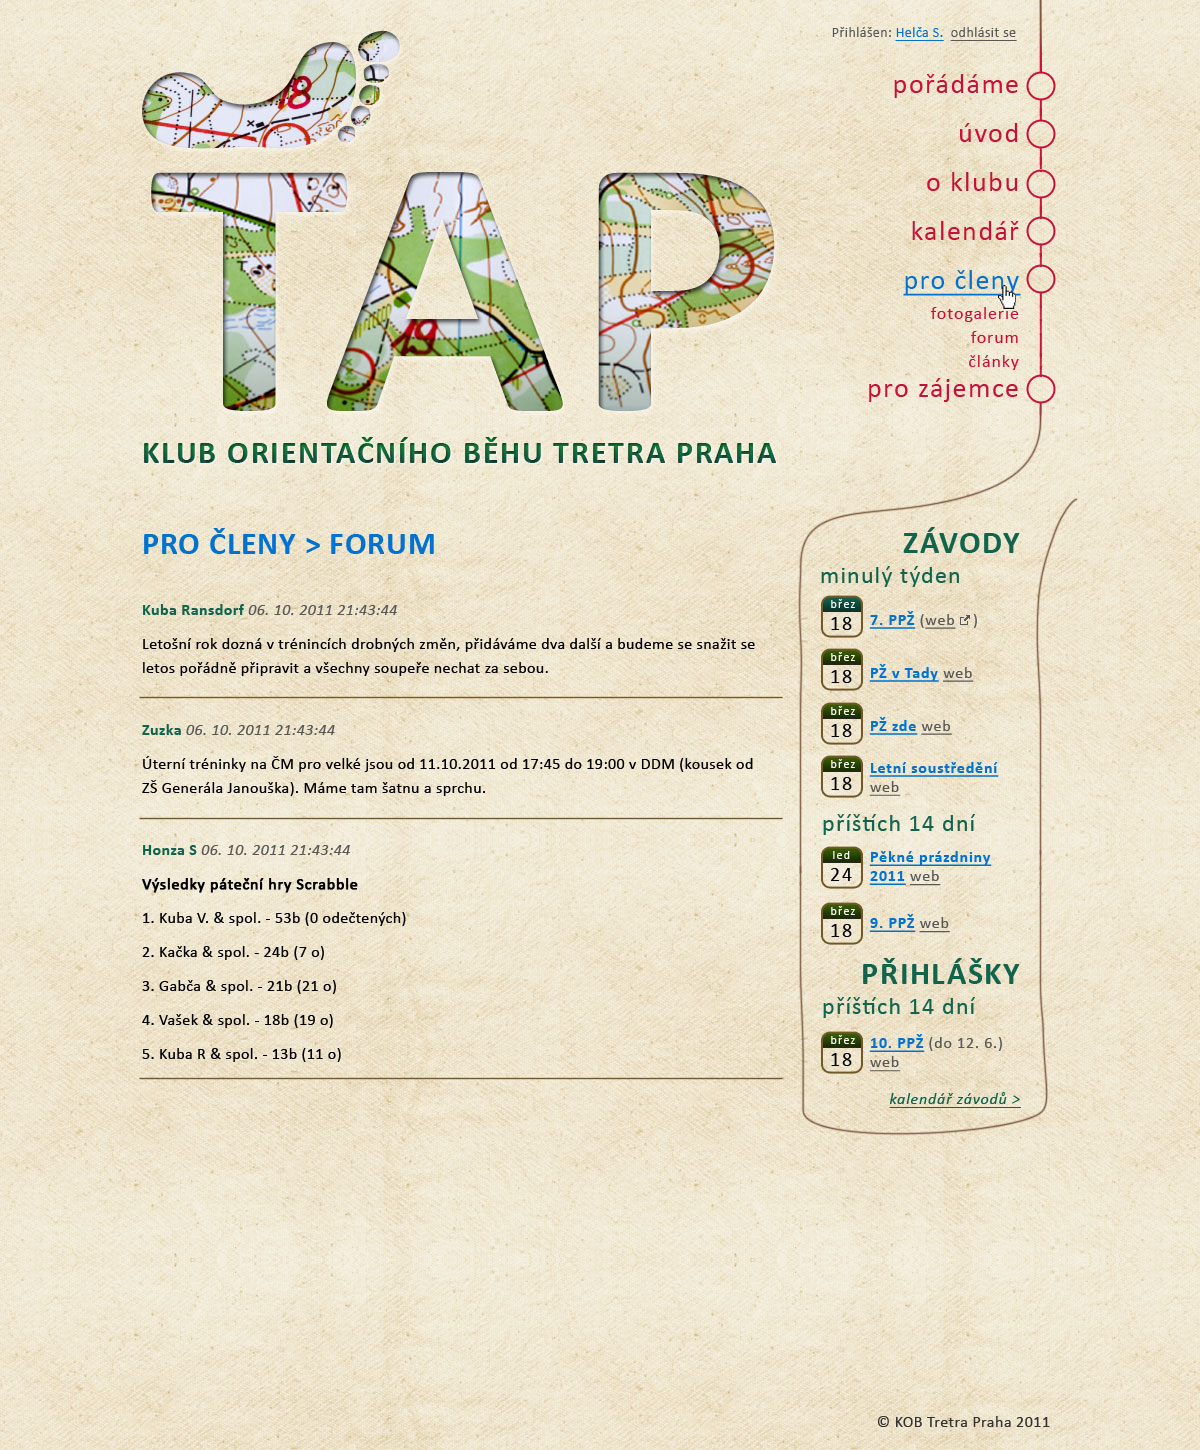 Přihlášen: Helča S. odhlásit se
pořádáme
úvod
o klubu
kalendář
pro členy
fotogalerie
forum
články
pro zájemce
18
TAP
19
KLUB ORIENTAČNÍHO BĚHU TRETRA PRAHA
PRO ČLENY > FORUM
Kuba Ransdorf 06. 10. 2011 21:43:44
Letošní rok dozná v trénincích drobných změn, přidáváme dva další a budeme se snažit se
letos pořádně připravit a všechny soupeře nechat za sebou.
Zuzka 06. 10. 2011 21:43:44
Úterní tréninky na ČM pro velké jsou od 11.10.2011 od 17:45 do 19:00 v DDM (kousek od
ZŠ Generála Janouška). Máme tam šatnu a sprchu.
Honza S 06. 10. 2011 21:43:44
Výsledky páteční hry Scrabble
1. Kuba V. & spol. - 53b (0 odečtených)
2. Kačka & spol. - 24b (7 o)
3. Gabča & spol. - 21b (21 o)
4. Vašek & spol. - 18b (19 o)
5. Kuba R & spol. - 13b (11 o)
ZÁVODY
minulý týden
břez
18 7. PPŽ (web )
břez
18 PŽ v Tady web
břez
18 PŽ zde web
břez
18 Letní soustředění
web
příštích 14 dní
led
24 Pěkné prázdniny
2011 web
břez
18 9. PPŽ web
PŘIHLÁŠKY
příštích 14 dní
břez
18 10. PPŽ (do 12. 6.)
web
kalendář závodů >
© KOB Tretra Praha 2011